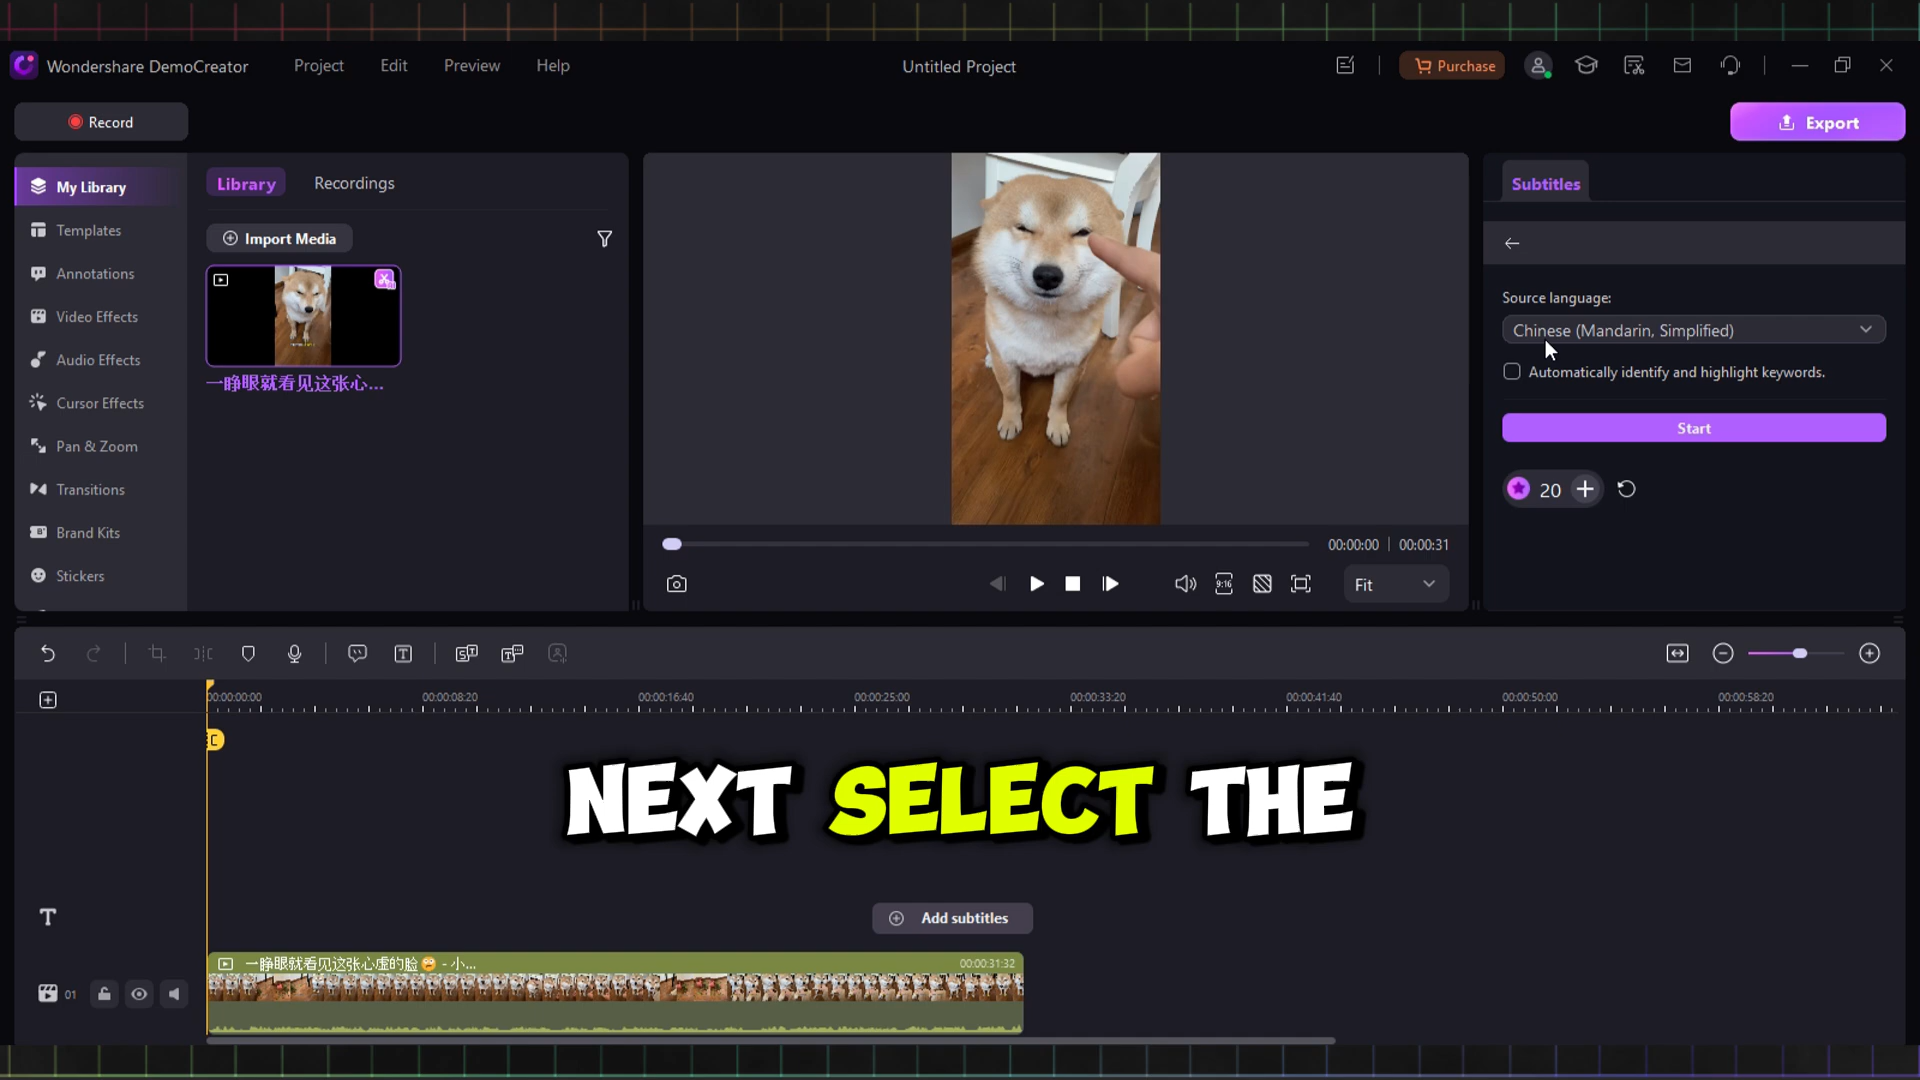 Wondershare DemoCreator
Project
Edit
Preview
Help
Untitled Project
Purchase
Record
Export
My Library
Templates
Annotations
Video Effects
Audio Effects
Cursor Effects
Pan & Zoom
Transitions
Brand Kits
Stickers
Library
Recordings
Import Media
一睁眼就看见这张心...
00:00:00 | 00:00:31
9:16
Fit
Subtitles
Source language:
Chinese (Mandarin, Simplified)
Automatically identify and highlight keywords.
Start
20
00:00:00:00
00:00:08:20
00:00:16:40
00:00:25:00
00:00:33:20
00:00:41:40
00:00:50:00
00:00:58:20
NEXT SELECT THE
Add subtitles
一睁眼就看见这张心虚的脸😳 - 小...
00:00:31:32
01